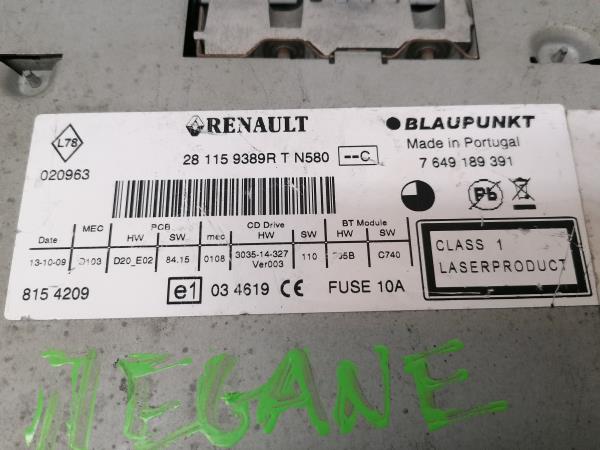 L78
RENAULT
BLAUPUNKT
28 115 9389R T N580 --C
Made in Portugal
020963
7 649 189 391
Pb
MEC PCB CD Drive BT Module
Date HW SW mec HW SW HW SW
13-10-09 D103 D20_E02 84.15 0108 3035-14-327 Ver003 110 05B C740
CLASS 1
LASERPRODUCT
815 4209
e1 03 4619 CE FUSE 10A
MEGANE